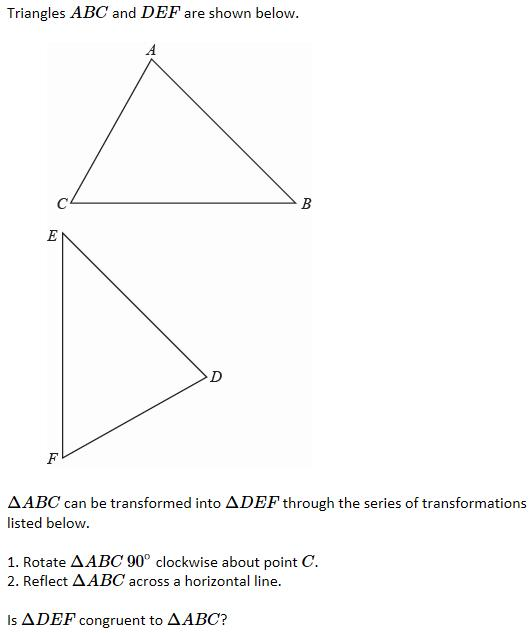 Triangles ABC and DEF are shown below.
A
C
B
E
D
F
ΔABC can be transformed into ΔDEF through the series of transformations
listed below.
1. Rotate ΔABC 90° clockwise about point C.
2. Reflect ΔABC across a horizontal line.
Is ΔDEF congruent to ΔABC?